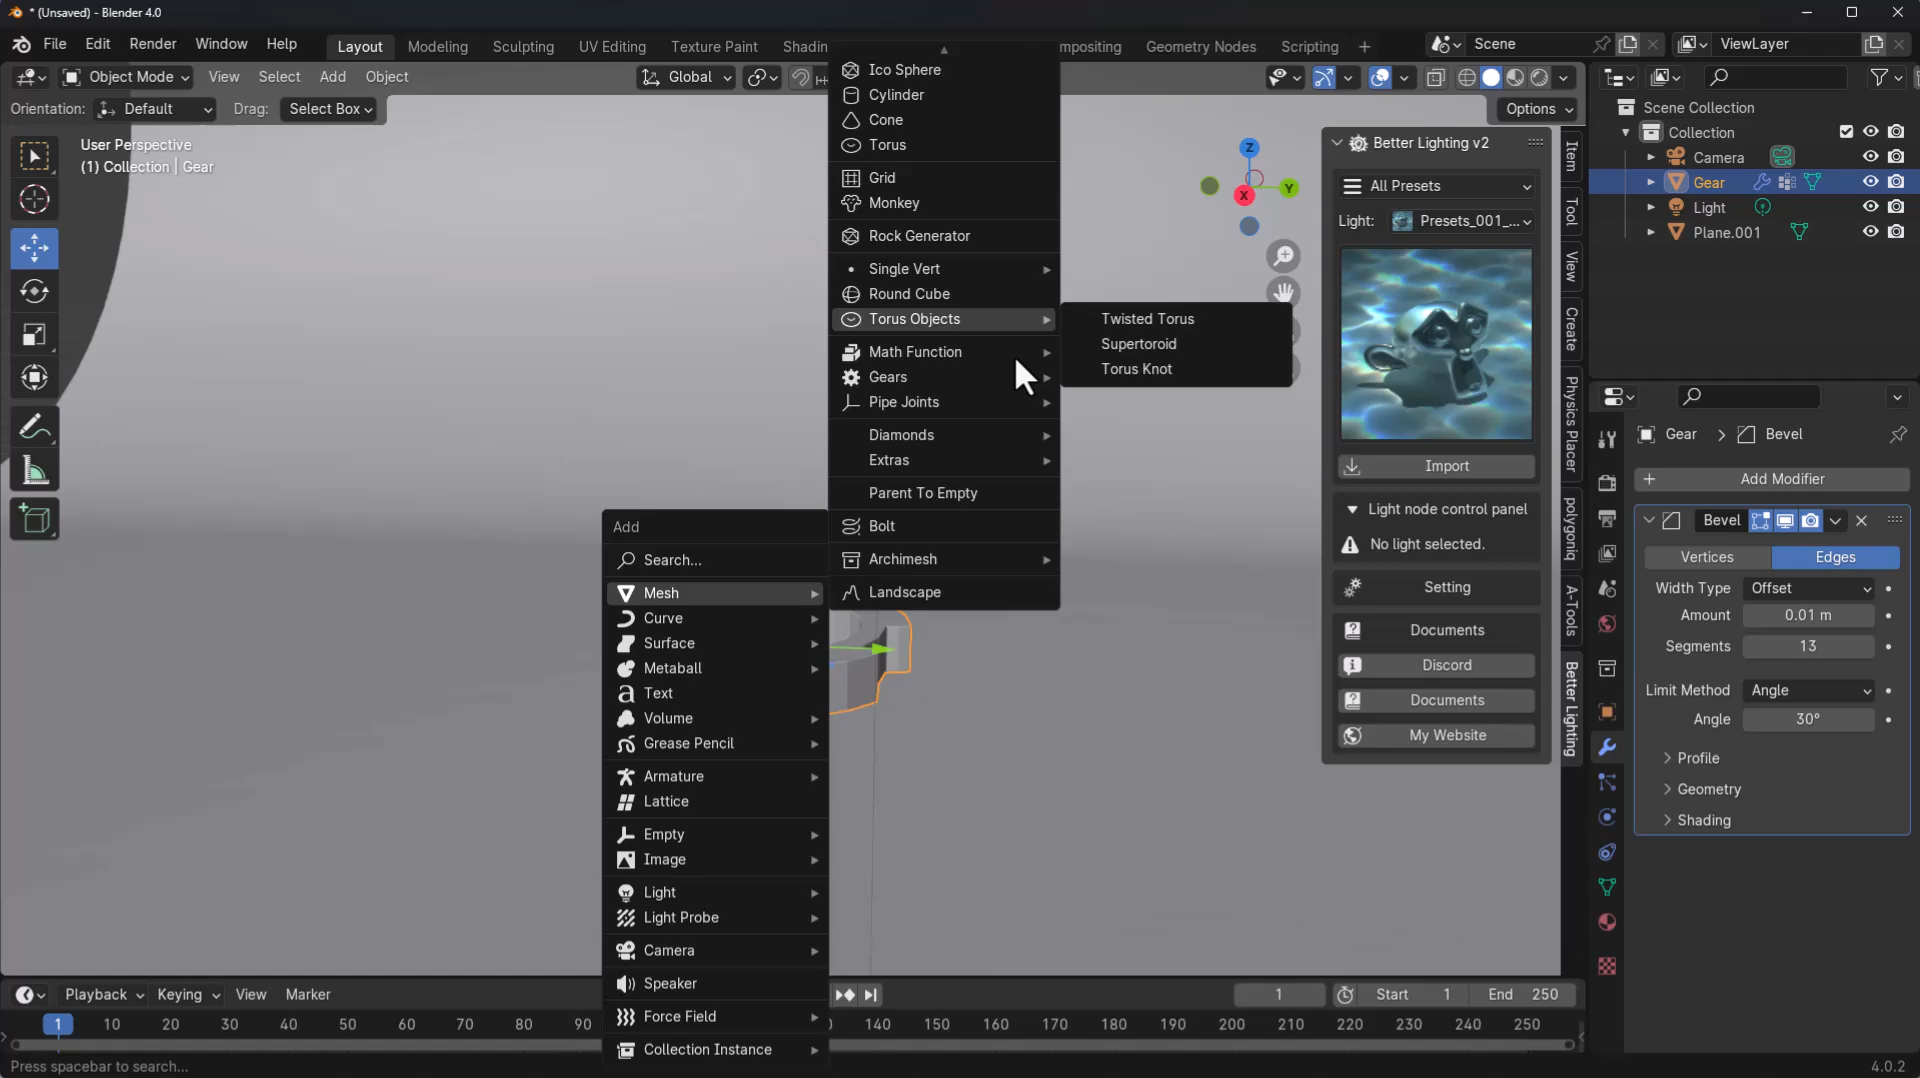 * (Unsaved) - Blender 4.0
File Edit Render Window Help Layout Modeling Sculpting UV Editing Texture Paint Shadin mpositing Geometry Nodes Scripting + Scene ViewLayer
Object Mode View Select Add Object Global
Orientation: Default Drag: Select Box Options
User Perspective
(1) Collection | Gear
Ico Sphere
Cylinder
Cone
Torus
Grid
Monkey
Rock Generator
Single Vert
Round Cube
Torus Objects
Math Function
Gears
Pipe Joints
Diamonds
Extras
Parent To Empty
Bolt
Archimesh
Landscape
Twisted Torus
Supertoroid
Torus Knot
Add
Search...
Mesh
Curve
Surface
Metaball
Text
Volume
Grease Pencil
Armature
Lattice
Empty
Image
Light
Light Probe
Camera
Speaker
Force Field
Collection Instance
Z
Y
X
Better Lighting v2
All Presets
Light: Presets_001_...
Import
Light node control panel
No light selected.
Setting
Documents
Discord
Documents
My Website
Item
Tool
View
Create
Physics Placer
polygoniq
A-Tools
Better Lighting
Scene Collection
Collection
Camera
Gear
Light
Plane.001
Gear > Bevel
+ Add Modifier
Bevel
Vertices Edges
Width Type Offset
Amount 0.01 m
Segments 13
Limit Method Angle
Angle 30°
Profile
Geometry
Shading
Playback Keying View Marker 1 Start 1 End 250
1 10 20 30 40 50 60 70 80 90 140 150 160 170 180 190 200 210 220 230 240 250
Press spacebar to search... 4.0.2